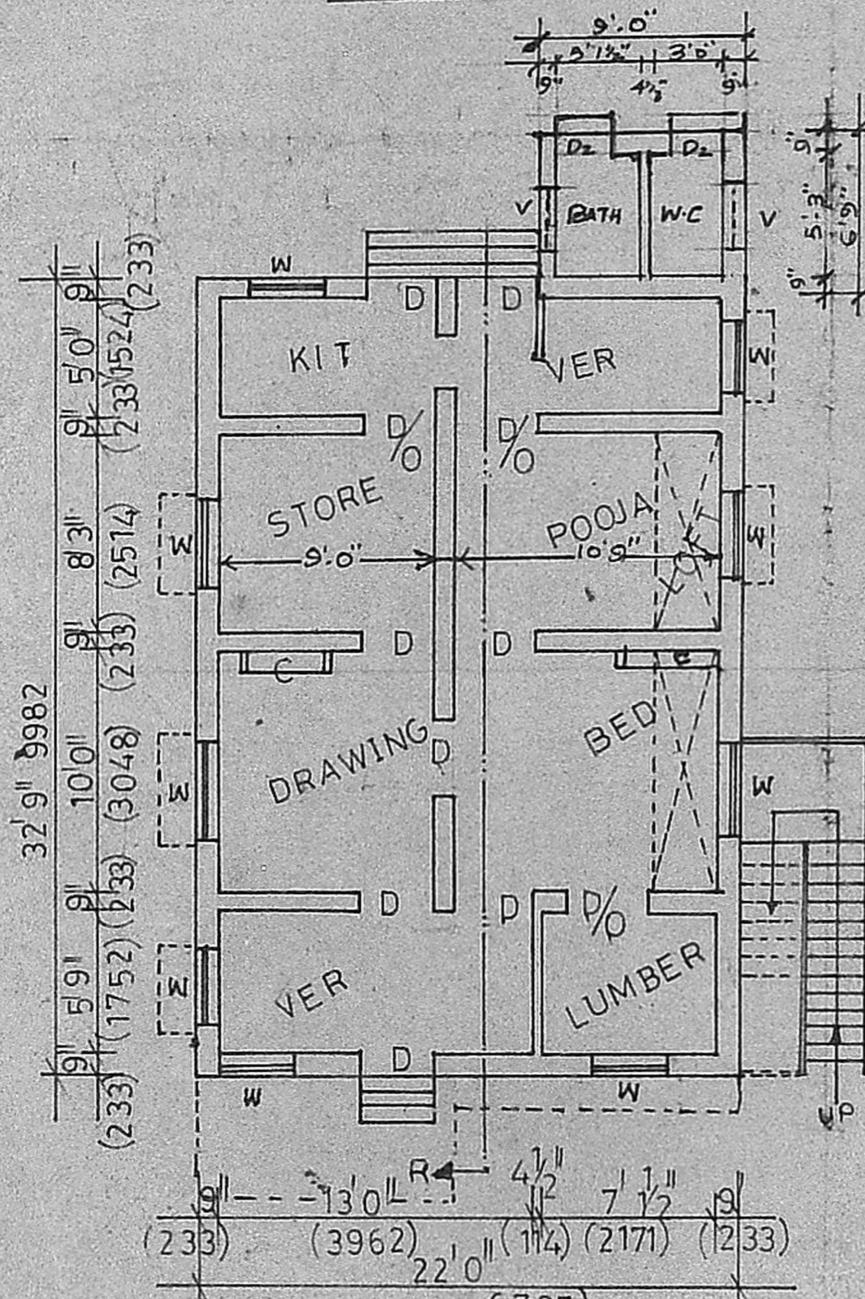 9'-0"
9" 3'1½" 4½" 3'0" 9"
D2 D2
V BATH W.C V
9" 5'-3" 9"
6'9"
W
D D
KIT VER
W
D/O D/O
STORE POOJA
LOFT
W 9'-0" 10'9" W
D D
C C
DRAWING BED
D
W W
D D D/O
VER LUMBER
W
D
W W
UP
R
32'9" 9982
9" 5'0" 9" 8'3" 9" 10'0" 9" 5'9" 9"
(233) (1524) (233) (2514) (233) (3048) (233) (1752) (233)
9" 13'0" 4½" 7'1½" 9"
(233) (3962) (114) (2171) (233)
22'0"